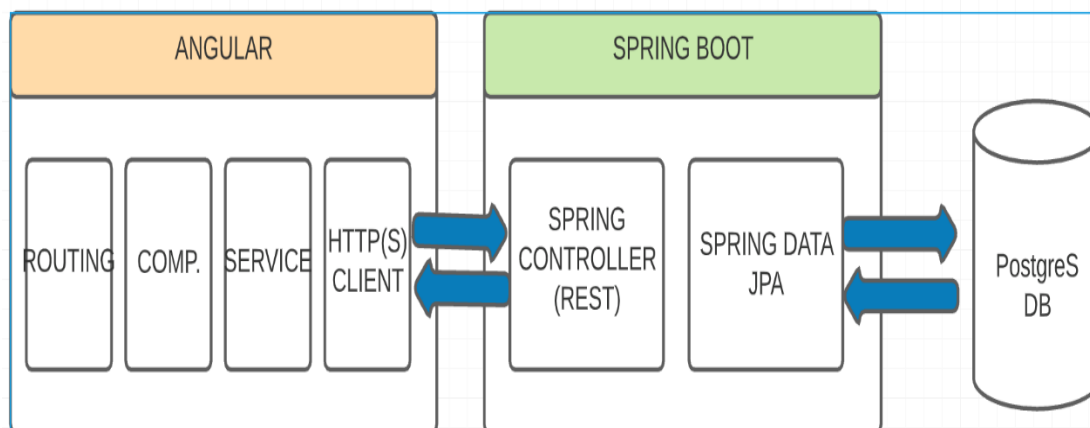 ANGULAR
SPRING BOOT
ROUTING
COMP.
SERVICE
HTTP(S)
CLIENT
SPRING
CONTROLLER
(REST)
SPRING DATA
JPA
PostgreS
DB